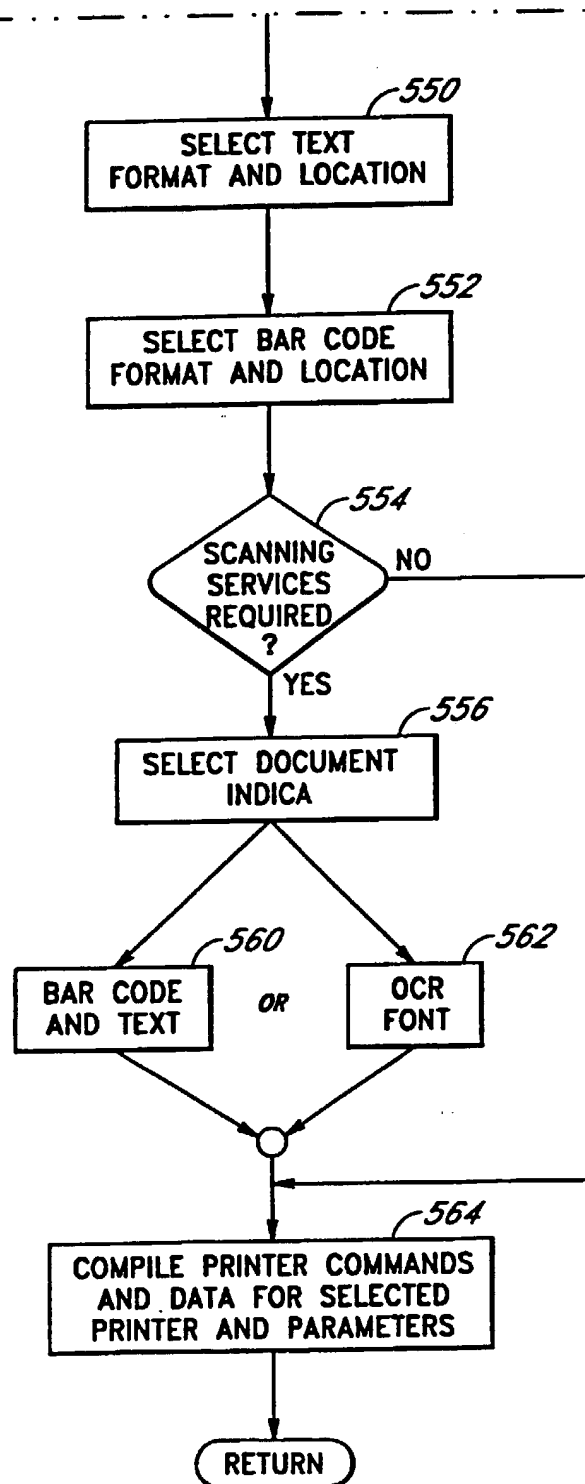 550
SELECT TEXT
FORMAT AND LOCATION
552
SELECT BAR CODE
FORMAT AND LOCATION
554
SCANNING
SERVICES
REQUIRED
?
NO
YES
556
SELECT DOCUMENT
INDICA
560
BAR CODE
AND TEXT
OR
562
OCR
FONT
564
COMPILE PRINTER COMMANDS
AND DATA FOR SELECTED
PRINTER AND PARAMETERS
RETURN